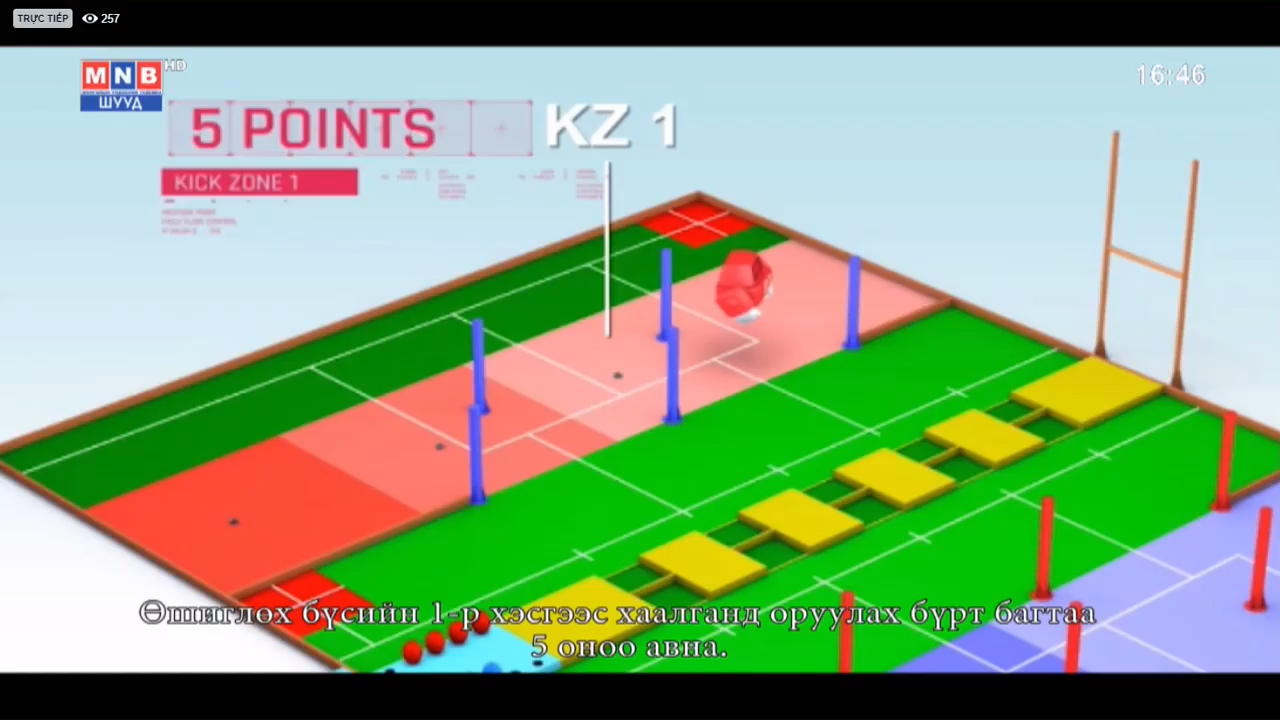 TRỰC TIẾP 257
MNB HD
ШУУД
16:46
5 POINTS
KZ 1
KICK ZONE 1
Өшиглөх бүсийн 1-р хэсгээс хаалганд оруулах бүрт багтаа
5 оноо авна.